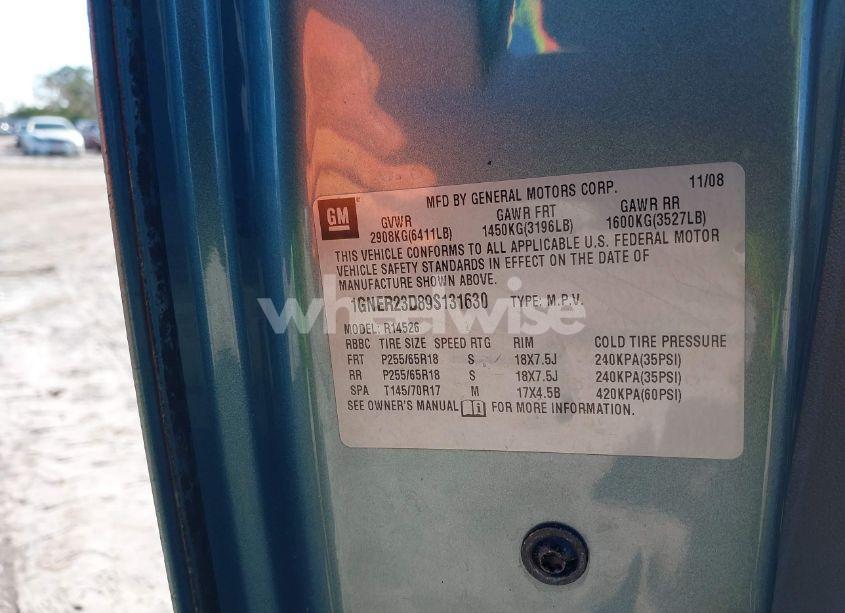 MFD BY GENERAL MOTORS CORP. 11/08
GM
GVWR GAWR FRT GAWR RR
2908KG(6411LB) 1450KG(3196LB) 1600KG(3527LB)
THIS VEHICLE CONFORMS TO ALL APPLICABLE U.S. FEDERAL MOTOR
VEHICLE SAFETY STANDARDS IN EFFECT ON THE DATE OF
MANUFACTURE SHOWN ABOVE.
1GNER23D89S131630 TYPE: M.P.V.
wheelwise
MODEL: R14526
RBBC TIRE SIZE SPEED RTG RIM COLD TIRE PRESSURE
FRT P255/65R18 S 18X7.5J 240KPA(35PSI)
RR P255/65R18 S 18X7.5J 240KPA(35PSI)
SPA T145/70R17 M 17X4.5B 420KPA(60PSI)
SEE OWNER'S MANUAL i FOR MORE INFORMATION.